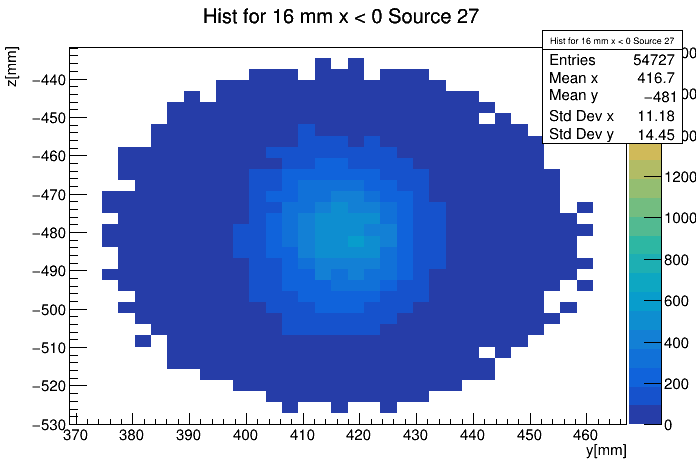 Hist for 16 mm x < 0 Source 27
z[mm]
Hist for 16 mm x < 0 Source 27
Entries 54727
Mean x 416.7
Mean y −481
Std Dev x 11.18
Std Dev y 14.45
−440
−450
−460
−470
−480
−490
−500
−510
−520
−530
1200
1000
800
600
400
200
0
370 380 390 400 410 420 430 440 450 460
y[mm]